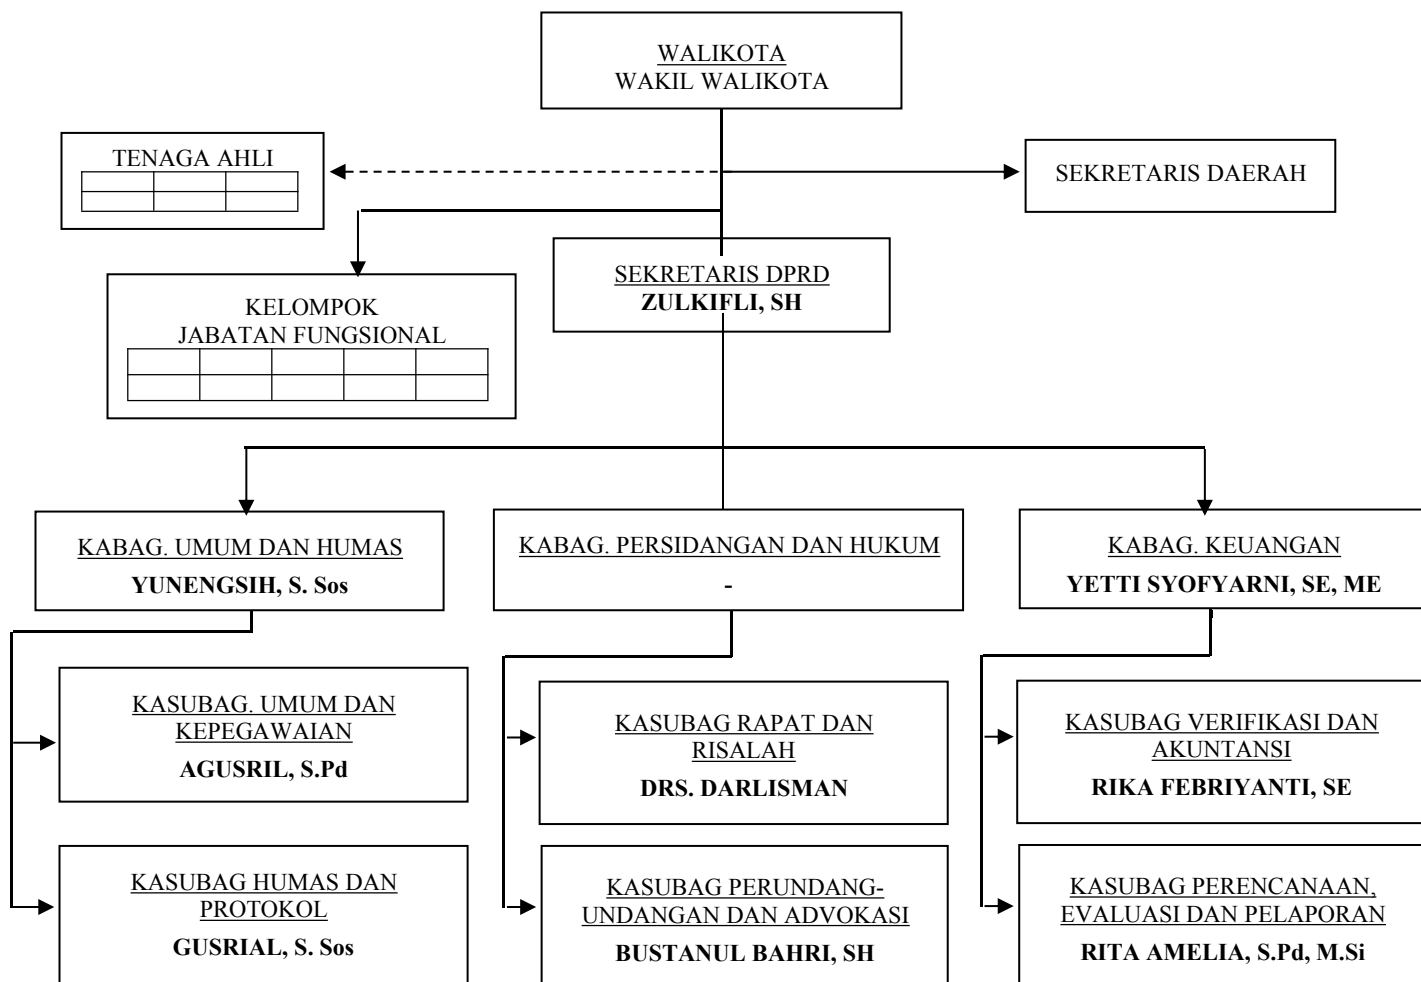 WALIKOTA
WAKIL WALIKOTA
TENAGA AHLI
SEKRETARIS DAERAH
SEKRETARIS DPRD
ZULKIFLI, SH
KELOMPOK
JABATAN FUNGSIONAL
KABAG. UMUM DAN HUMAS
YUNENGSIH, S. Sos
KABAG. PERSIDANGAN DAN HUKUM
-
KABAG. KEUANGAN
YETTI SYOFYARNI, SE, ME
KASUBAG. UMUM DAN
KEPEGAWAIAN
AGUSRIL, S.Pd
KASUBAG RAPAT DAN
RISALAH
DRS. DARLISMAN
KASUBAG VERIFIKASI DAN
AKUNTANSI
RIKA FEBRIYANTI, SE
KASUBAG HUMAS DAN
PROTOKOL
GUSRIAL, S. Sos
KASUBAG PERUNDANG-
UNDANGAN DAN ADVOKASI
BUSTANUL BAHRI, SH
KASUBAG PERENCANAAN,
EVALUASI DAN PELAPORAN
RITA AMELIA, S.Pd, M.Si